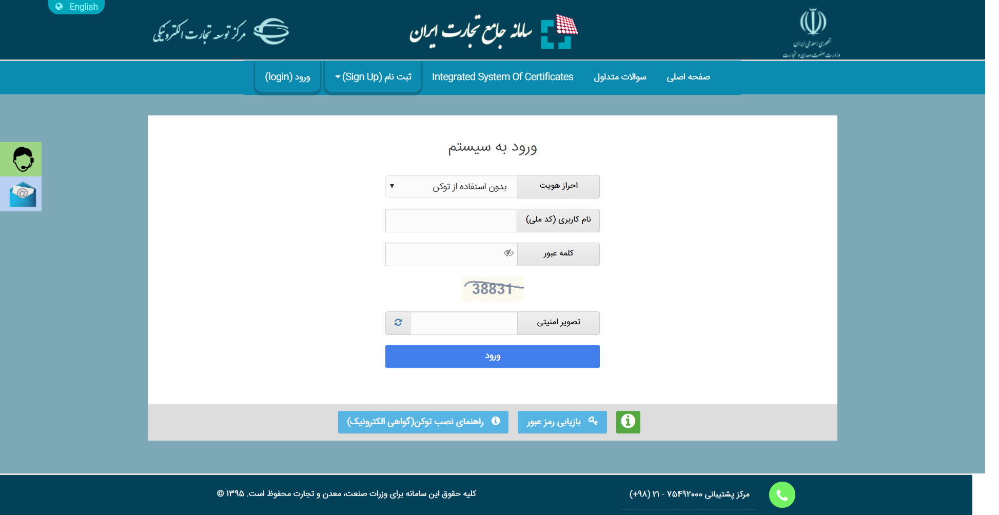 English
جمهوری اسلامی ایران
وزارت صنعت، معدن و تجارت
سامانه جامع تجارت ایران
مرکز توسعه تجارت الکترونیکی
صفحه اصلی
سوالات متداول
Integrated System Of Certificates
ثبت نام (Sign Up)
ورود (login)
ورود به سیستم
احراز هویت
بدون استفاده از توکن
نام کاربری (کد ملی)
کلمه عبور
38831
تصویر امنیتی
ورود
بازیابی رمز عبور
راهنمای نصب توکن(گواهی الکترونیک)
مرکز پشتیبانی ۷۵۴۹۲۰۰۰ - ۲۱ (۹۸+)
کلیه حقوق این سامانه برای وزرات صنعت، معدن و تجارت محفوظ است. ۱۳۹۵ ©